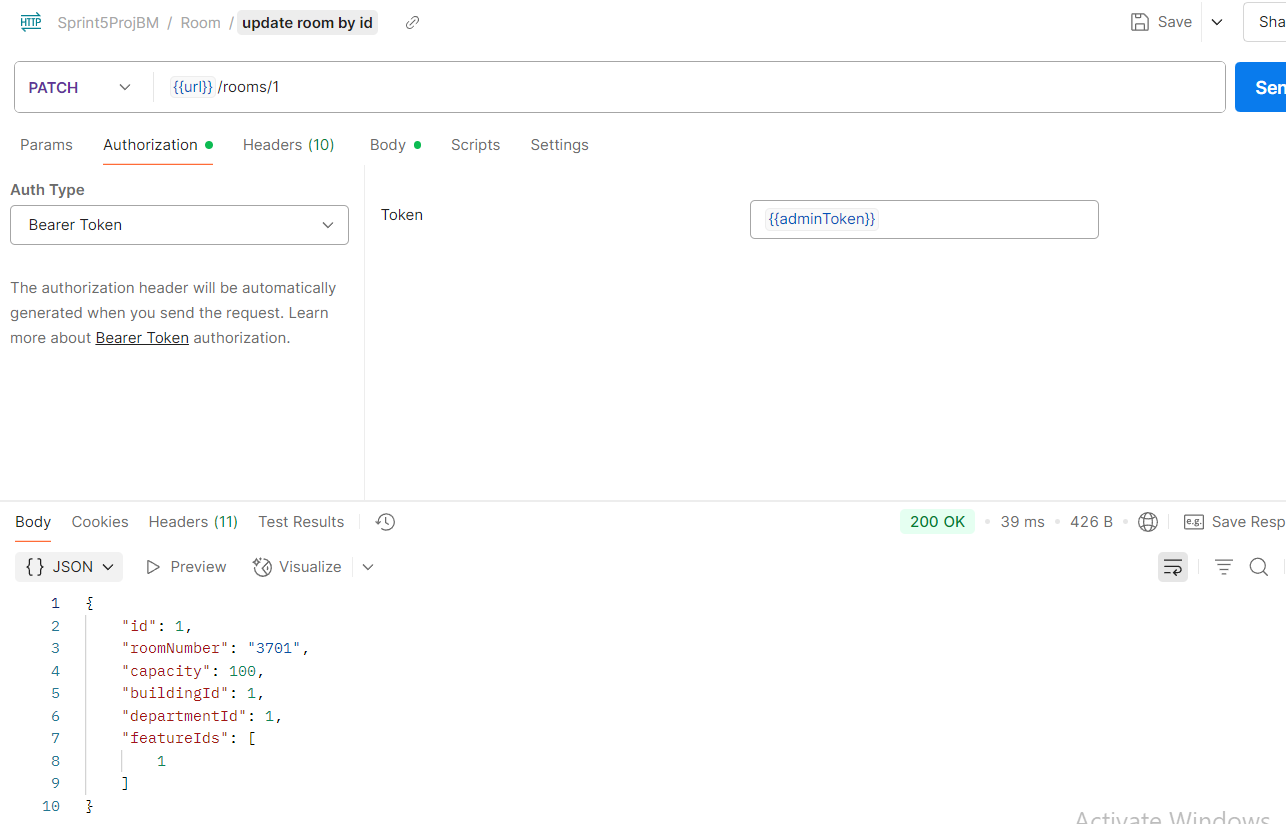 HTTP Sprint5ProjBM / Room / update room by id Save Sha
PATCH {{url}} /rooms/1 Sen
Params Authorization Headers (10) Body Scripts Settings
Auth Type
Bearer Token
Token {{adminToken}}
The authorization header will be automatically
generated when you send the request. Learn
more about Bearer Token authorization.
Body Cookies Headers (11) Test Results 200 OK 39 ms 426 B e.g. Save Resp
{} JSON Preview Visualize
1 {
2 "id": 1,
3 "roomNumber": "3701",
4 "capacity": 100,
5 "buildingId": 1,
6 "departmentId": 1,
7 "featureIds": [
8 1
9 ]
10 }
Activate Windows